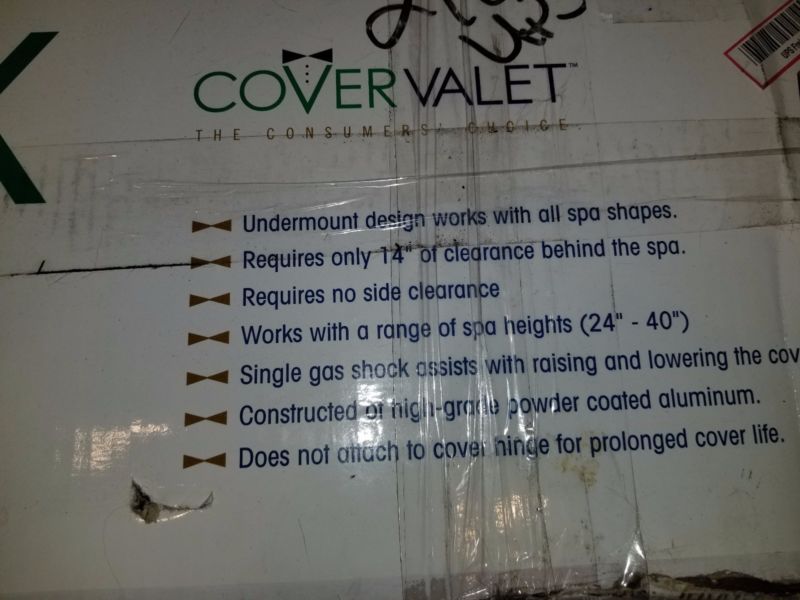 UPS
COVER VALET™
THE CONSUMERS' CHOICE
Undermount design works with all spa shapes.
Requires only 14" of clearance behind the spa.
Requires no side clearance
Works with a range of spa heights (24" - 40")
Single gas shock assists with raising and lowering the cov
Constructed of high-grade powder coated aluminum.
Does not attach to cover hinge for prolonged cover life.